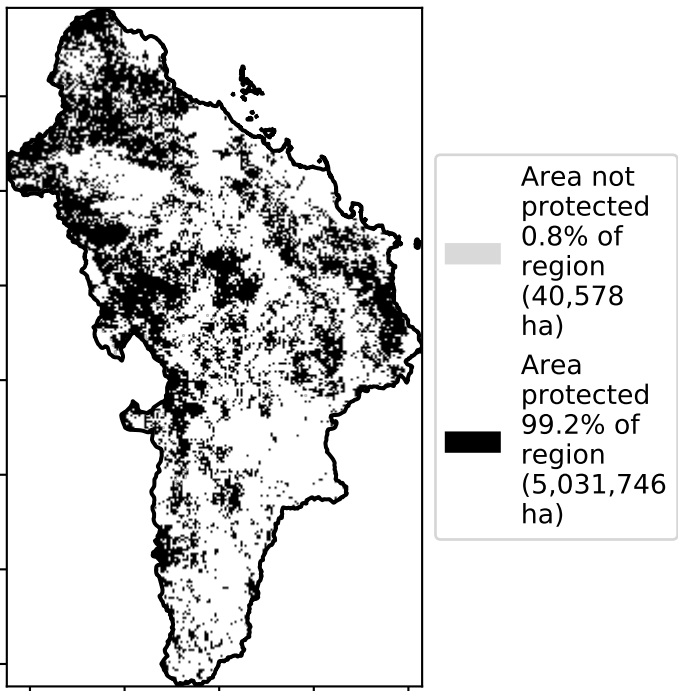 Area not
protected
0.8% of
region
(40,578
ha)
Area
protected
99.2% of
region
(5,031,746
ha)